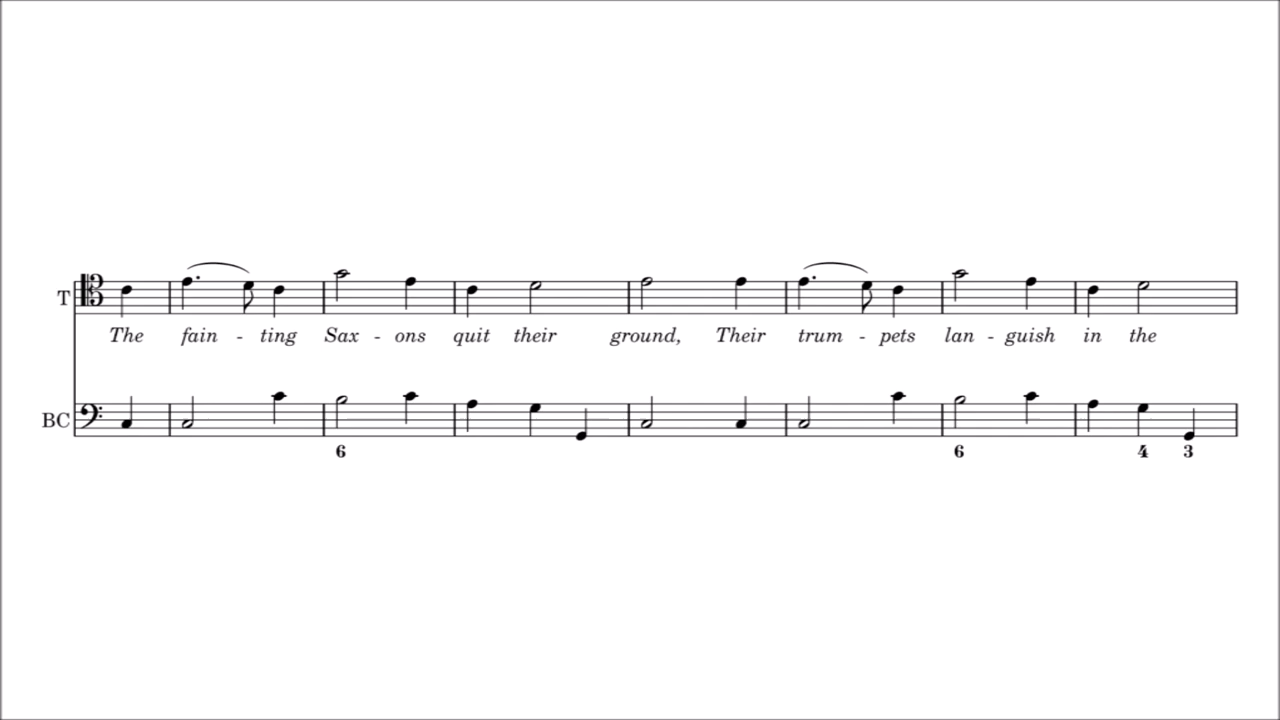 T
The fain - ting Sax - ons quit their ground, Their trum - pets lan - guish in the
BC
6 6 4 3